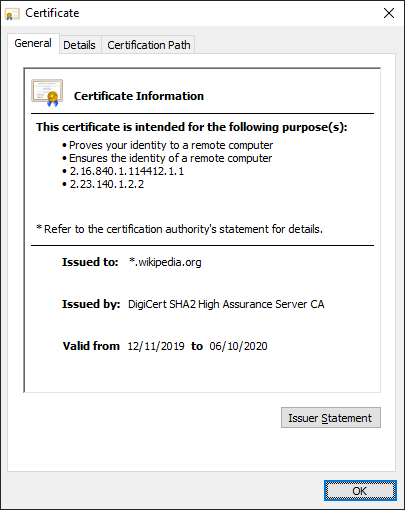 Certificate
General Details Certification Path
Certificate Information
This certificate is intended for the following purpose(s):
• Proves your identity to a remote computer
• Ensures the identity of a remote computer
• 2.16.840.1.114412.1.1
• 2.23.140.1.2.2
* Refer to the certification authority's statement for details.
Issued to: *.wikipedia.org
Issued by: DigiCert SHA2 High Assurance Server CA
Valid from 12/11/2019 to 06/10/2020
Issuer Statement
OK